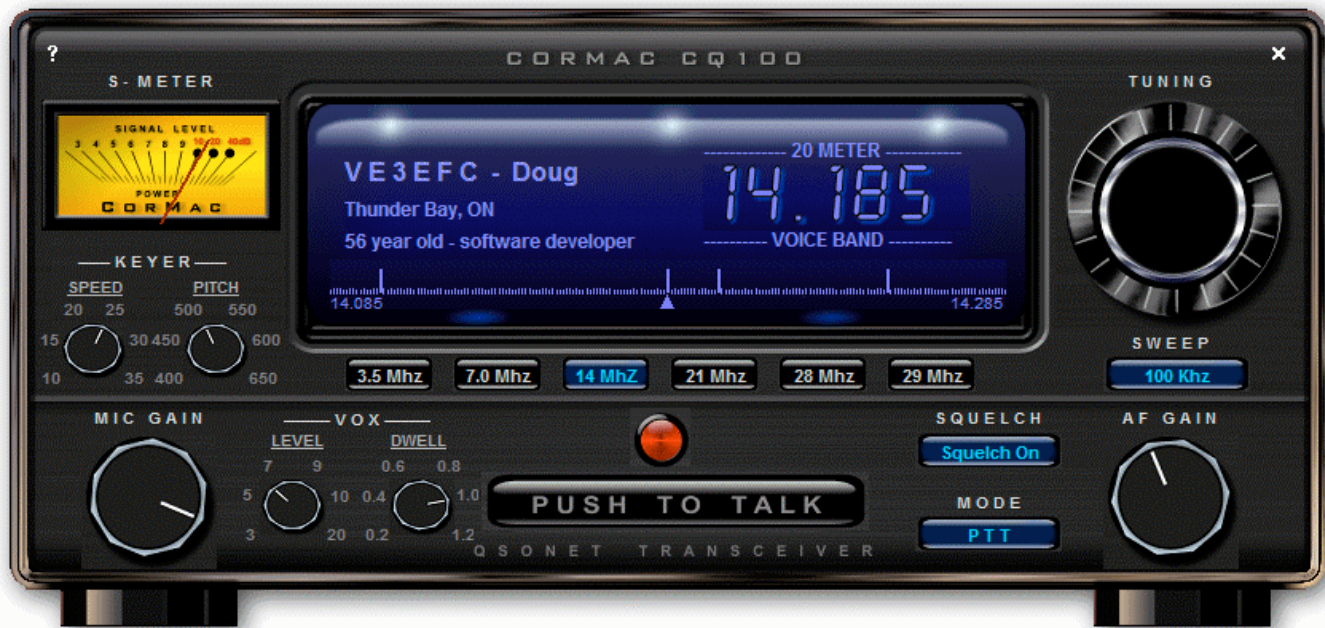 ?
CORMAC CQ100
X
S-METER
SIGNAL LEVEL
3 4 5 6 7 8 9 10 20 40dB
POWER
CORMAC
VE3EFC - Doug
Thunder Bay, ON
56 year old - software developer
---------- 20 METER ----------
14.185
---------- VOICE BAND ----------
14.085
14.285
TUNING
KEYER
SPEED
PITCH
20 25
500 550
15 30
450 600
10 35
400 650
3.5 Mhz
7.0 Mhz
14 MhZ
21 Mhz
28 Mhz
29 Mhz
SWEEP
100 Khz
MIC GAIN
VOX
LEVEL
DWELL
7 9
0.6 0.8
5 10
0.4 1.0
3 20
0.2 1.2
PUSH TO TALK
QSONET TRANSCEIVER
SQUELCH
Squelch On
MODE
PTT
AF GAIN